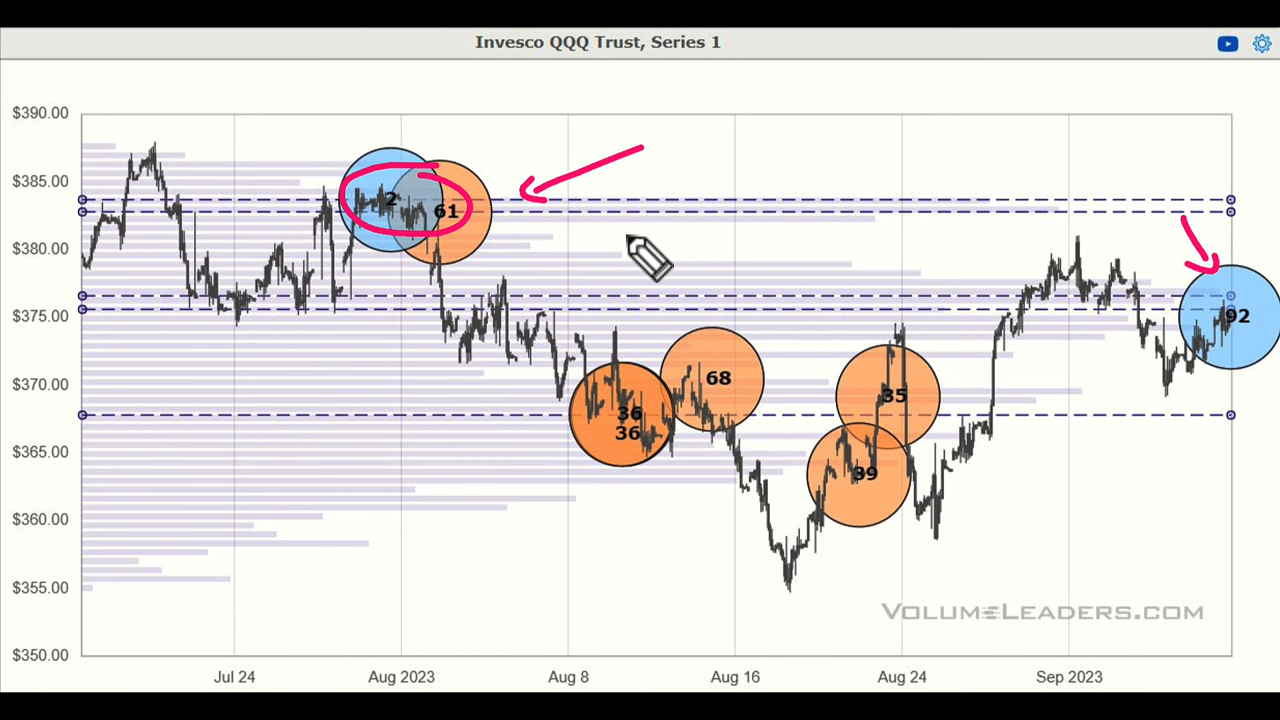 Invesco QQQ Trust, Series 1
$390.00
$385.00
$380.00
$375.00
$370.00
$365.00
$360.00
$355.00
$350.00
2
61
36
36
68
35
39
92
VOLUMELEADERS.COM
Jul 24
Aug 2023
Aug 8
Aug 16
Aug 24
Sep 2023